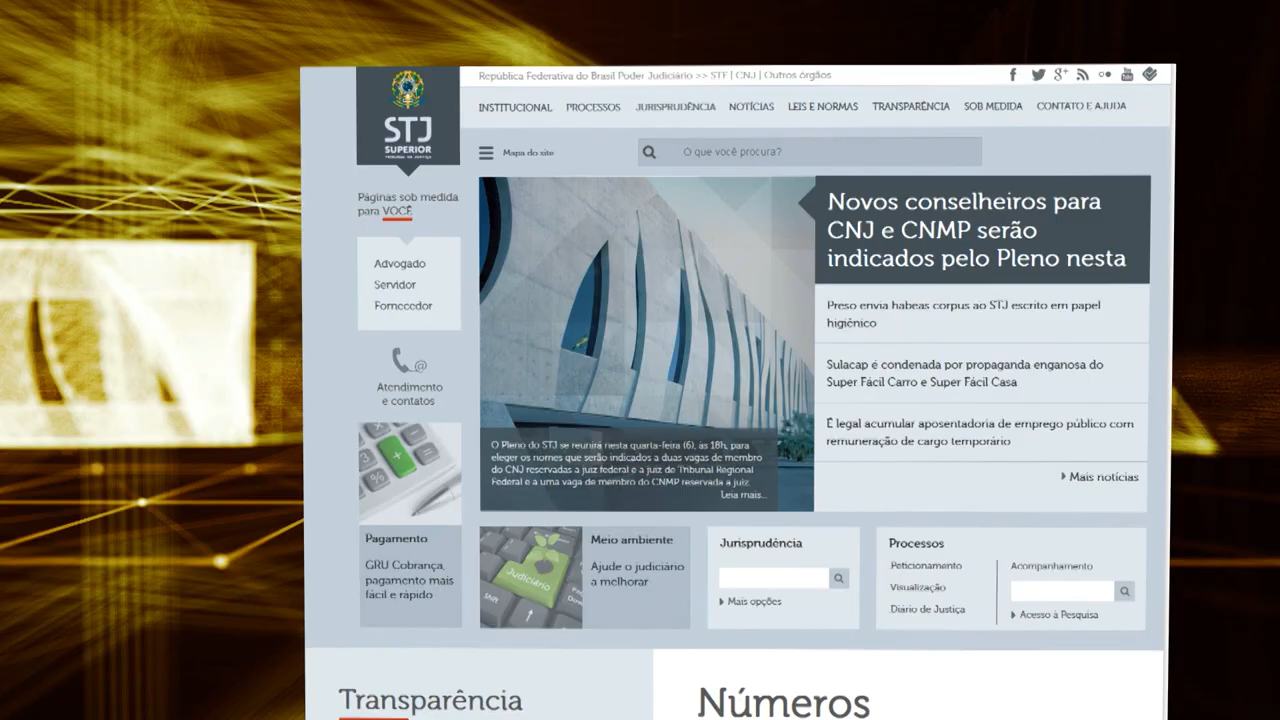 República Federativa do Brasil Poder Judiciário >> STF | CNJ | Outros órgãos
INSTITUCIONAL PROCESSOS JURISPRUDÊNCIA NOTÍCIAS LEIS E NORMAS TRANSPARÊNCIA SOB MEDIDA CONTATO E AJUDA
STJ
SUPERIOR
TRIBUNAL DE JUSTIÇA
Mapa do site
O que você procura?
Páginas sob medida
para VOCÊ
Advogado
Servidor
Fornecedor
Atendimento
e contatos
Pagamento
GRU Cobrança,
pagamento mais
fácil e rápido
Novos conselheiros para
CNJ e CNMP serão
indicados pelo Pleno nesta
O Pleno do STJ se reunirá nesta quarta-feira (6), às 18h, para
eleger os nomes que serão indicados a duas vagas de membro
do CNJ reservadas a juiz federal e a juiz de Tribunal Regional
Federal e a uma vaga de membro do CNMP reservada a juiz
Leia mais...
Preso envia habeas corpus ao STJ escrito em papel
higiênico
Sulacap é condenada por propaganda enganosa do
Super Fácil Carro e Super Fácil Casa
É legal acumular aposentadoria de emprego público com
remuneração de cargo temporário
Mais notícias
Judiciário
Shift
Meio ambiente
Ajude o judiciário
a melhorar
Jurisprudência
Mais opções
Processos
Peticionamento
Visualização
Diário de Justiça
Acompanhamento
Acesso à Pesquisa
Transparência
Números